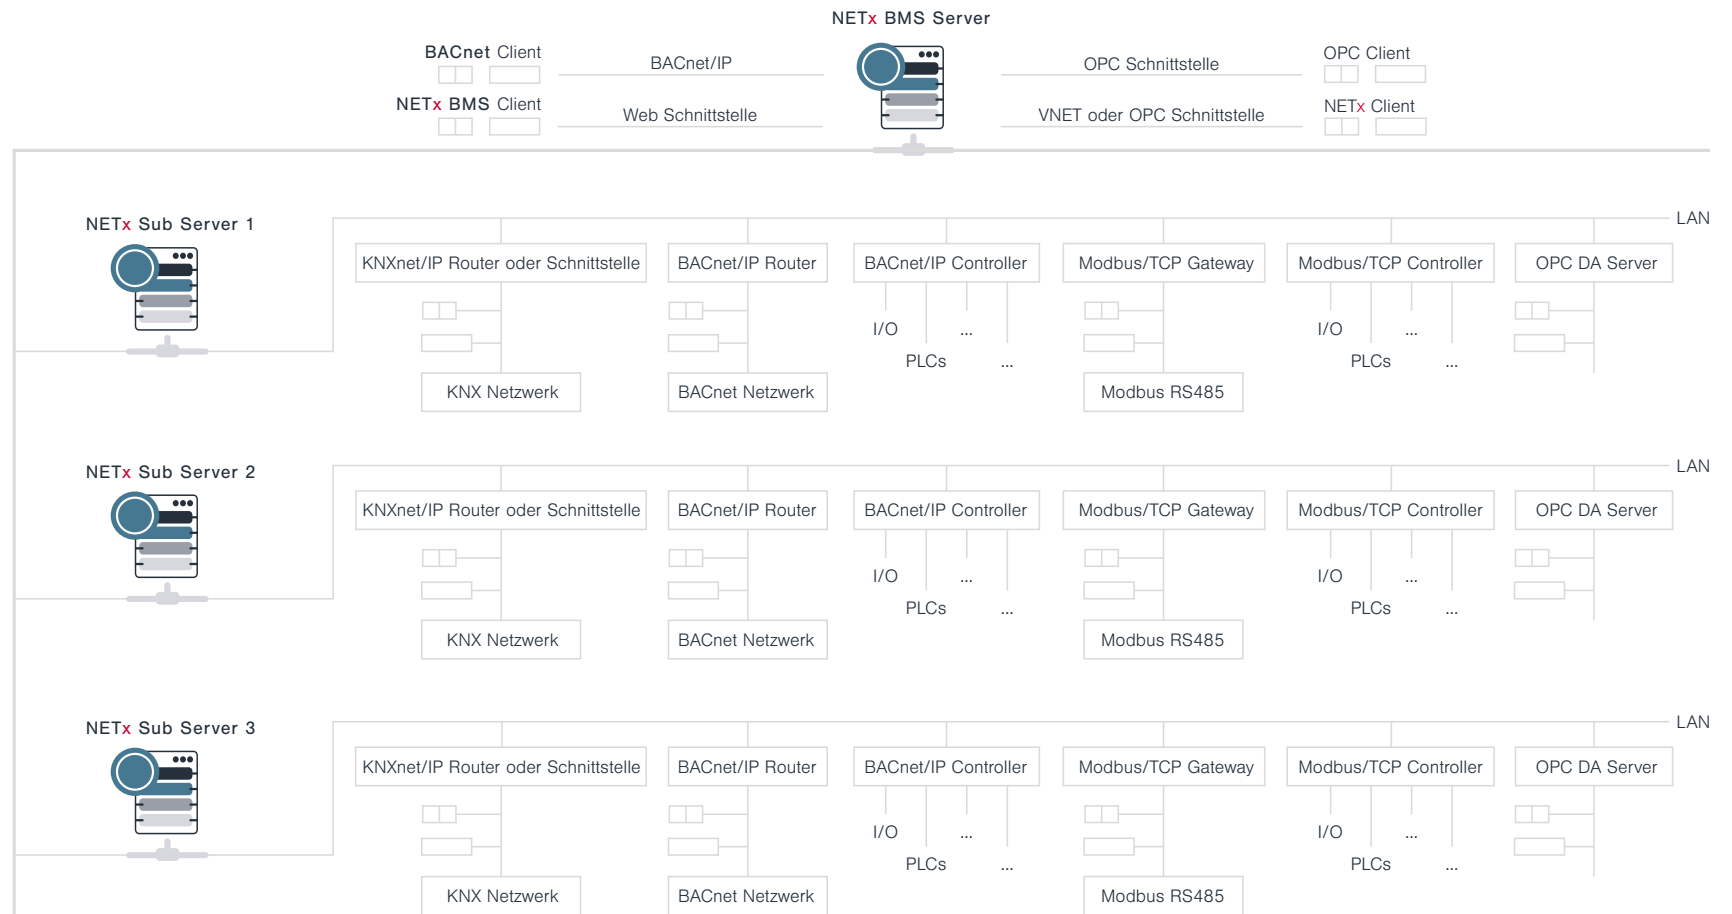 NETx BMS Server
BACnet Client
BACnet/IP
OPC Schnittstelle
OPC Client
NETx BMS Client
Web Schnittstelle
VNET oder OPC Schnittstelle
NETx Client
NETx Sub Server 1
LAN
KNXnet/IP Router oder Schnittstelle
BACnet/IP Router
BACnet/IP Controller
Modbus/TCP Gateway
Modbus/TCP Controller
OPC DA Server
I/O
...
I/O
...
PLCs
...
PLCs
...
KNX Netzwerk
BACnet Netzwerk
Modbus RS485
NETx Sub Server 2
LAN
KNXnet/IP Router oder Schnittstelle
BACnet/IP Router
BACnet/IP Controller
Modbus/TCP Gateway
Modbus/TCP Controller
OPC DA Server
I/O
...
I/O
...
PLCs
...
PLCs
...
KNX Netzwerk
BACnet Netzwerk
Modbus RS485
NETx Sub Server 3
LAN
KNXnet/IP Router oder Schnittstelle
BACnet/IP Router
BACnet/IP Controller
Modbus/TCP Gateway
Modbus/TCP Controller
OPC DA Server
I/O
...
I/O
...
PLCs
...
PLCs
...
KNX Netzwerk
BACnet Netzwerk
Modbus RS485